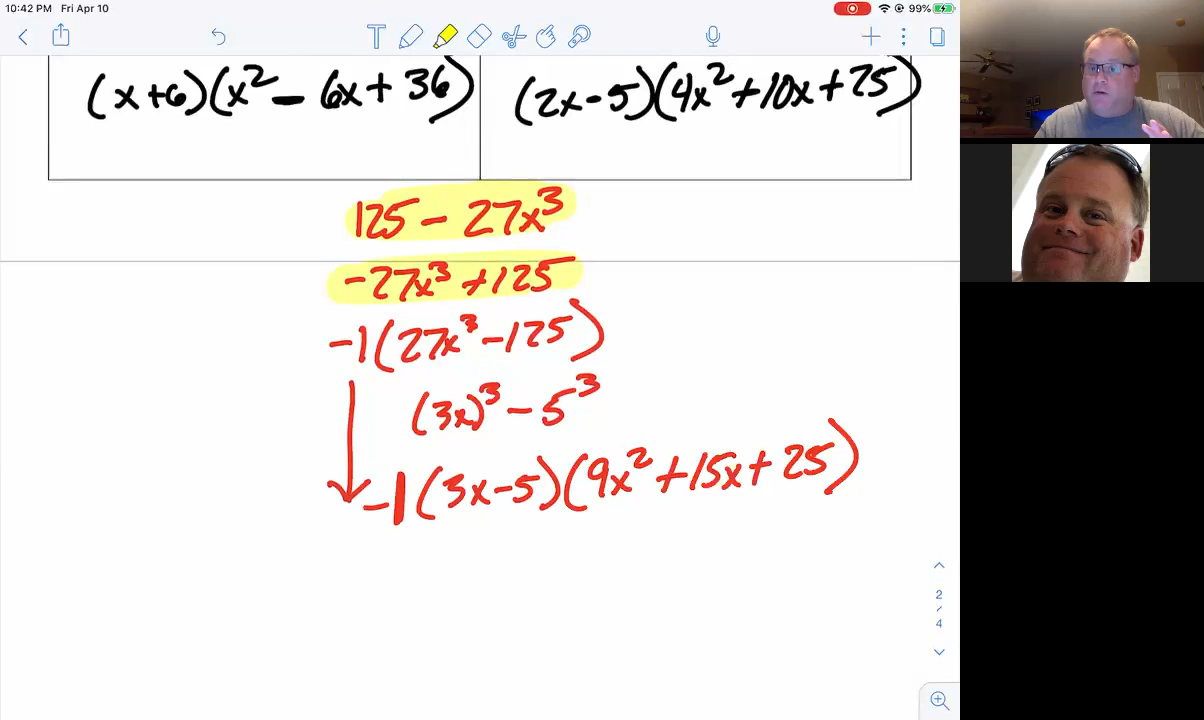 10:42 PM Fri Apr 10
99%
(x+6)(x² - 6x + 36)
(2x-5)(4x²+10x+25)
125 - 27x³
-27x³ +125
-1(27x³ -125)
(3x)³ - 5³
-1(3x-5)(9x² +15x+25)
2
/
4